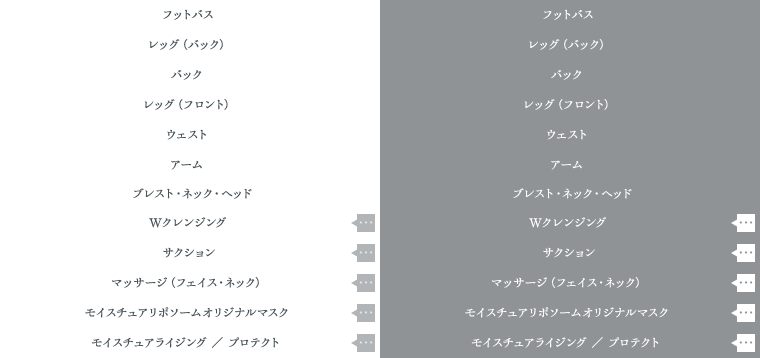 フットバス
レッグ（バック）
バック
レッグ（フロント）
ウェスト
アーム
ブレスト・ネック・ヘッド
Wクレンジング
サクション
マッサージ（フェイス・ネック）
モイスチュアリポソームオリジナルマスク
モイスチュアライジング ／ プロテクト
フットバス
レッグ（バック）
バック
レッグ（フロント）
ウェスト
アーム
ブレスト・ネック・ヘッド
Wクレンジング
サクション
マッサージ（フェイス・ネック）
モイスチュアリポソームオリジナルマスク
モイスチュアライジング ／ プロテクト